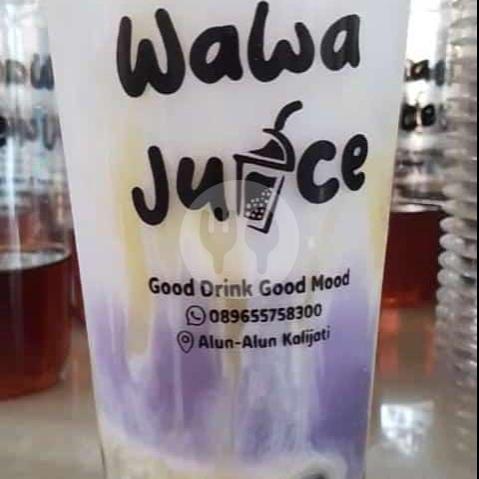 Wawa
Juice
Good Drink Good Mood
089655758300
Alun-Alun Kalijati